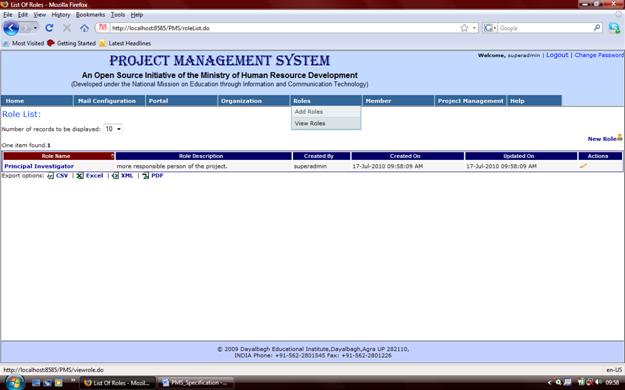 List Of Roles - Mozilla Firefox
File Edit View History Bookmarks Tools Help
http://localhost:8585/PMS/roleList.do
Google
Most Visited Getting Started Latest Headlines
PROJECT MANAGEMENT SYSTEM
Welcome, superadmin | Logout | Change Password
An Open Source Initiative of the Ministry of Human Resource Development
(Developed under the National Mission on Education through Information and Communication Technology)
Home Mail Configuration Portal Organization Roles Member Project Management Help
Add Roles
View Roles
Role List:
Number of records to be displayed: 10
New Role
One item found.1
Role Name Role Description Created By Created On Updated On Actions
Principal Investigator more responsible person of the project. superadmin 17-Jul-2010 09:58:09 AM 17-Jul-2010 09:58:09 AM
Export options: CSV | Excel | XML | PDF
© 2009 Dayalbagh Educational Institute,Dayalbagh,Agra UP 282110,
INDIA Phone: +91-562-2801545 Fax: +91-562-2801226
http://localhost:8585/PMS/viewrole.do en-US
List Of Roles - Mozil... PMS_Specification -... 09:58